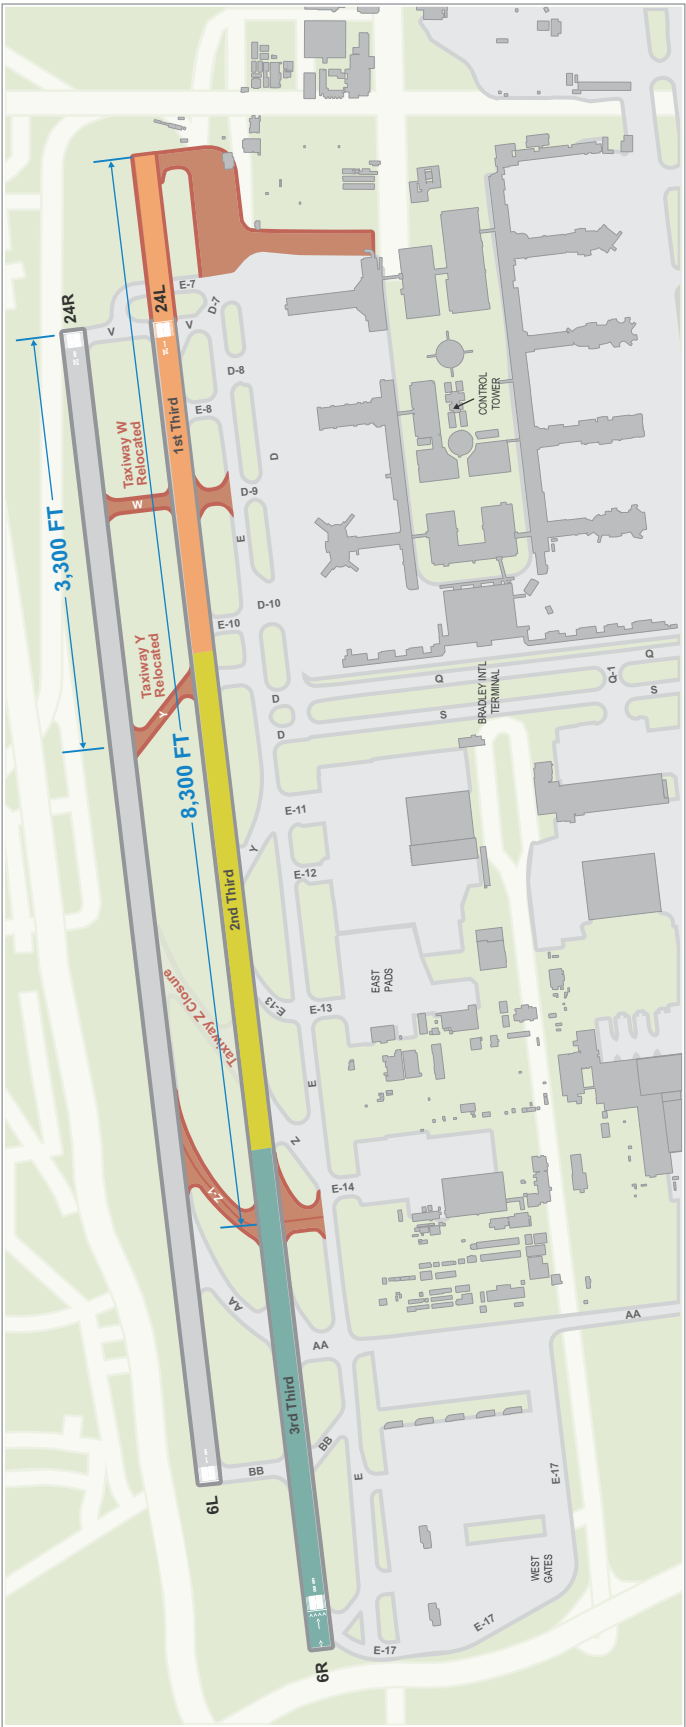 24R
24L
E-7
D-7
V
V
D-8
E-8
1st Third
CONTROL
TOWER
Taxiway W
Relocated
D
D-9
W
3,300 FT
E
D-10
E-10
Taxiway Y
Relocated
Q
Q
Q-1
BRADLEY INTL
TERMINAL
D
S
S
Y
D
8,300 FT
E-11
Y
E-12
2nd Third
EAST
PADS
Taxiway Z Closure
E-13
E-13
E
Z
E-14
Z-1
AA
AA
AA
3rd Third
BB
BB
E
E-17
6L
WEST
GATES
E-17
E-17
6R